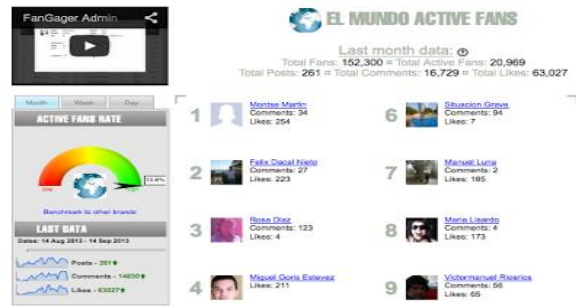 FanGager Admin
EL MUNDO ACTIVE FANS
Last month data:
Total Fans: 152,300 = Total Active Fans: 20,969
Total Posts: 261 = Total Comments: 16,729 = Total Likes: 63,027
Month Week Day
ACTIVE FANS RATE
low high
13.8%
Benchmark to other brands
LAST DATA
Dates: 14 Aug 2013 - 14 Sep 2013
Posts - 261
Comments - 14830
Likes - 63027
1
Montse Martin
Comments: 34
Likes: 254
2
Felix Dacal Nieto
Comments: 27
Likes: 223
3
Rosa Diaz
Comments: 123
Likes: 4
4
Miguel Goris Estevez
Likes: 211
6
Situacion Grave
Comments: 94
Likes: 7
7
Manuel Luna
Comments: 2
Likes: 185
8
Maria Lisardo
Comments: 4
Likes: 173
9
Victormanuel Riosrios
Comments: 56
Likes: 65